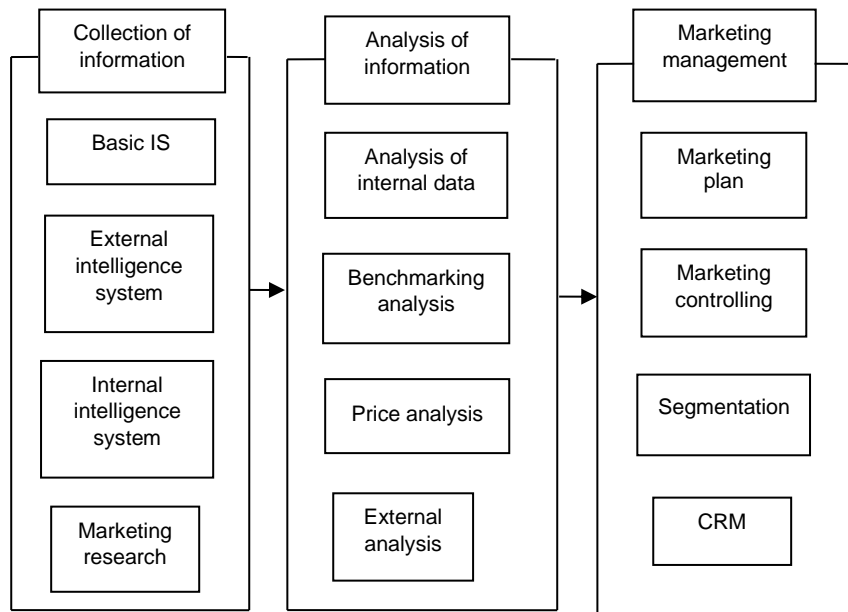 Collection of
information
Basic IS
External
intelligence
system
Internal
intelligence
system
Marketing
research
Analysis of
information
Analysis of
internal data
Benchmarking
analysis
Price analysis
External
analysis
Marketing
management
Marketing
plan
Marketing
controlling
Segmentation
CRM